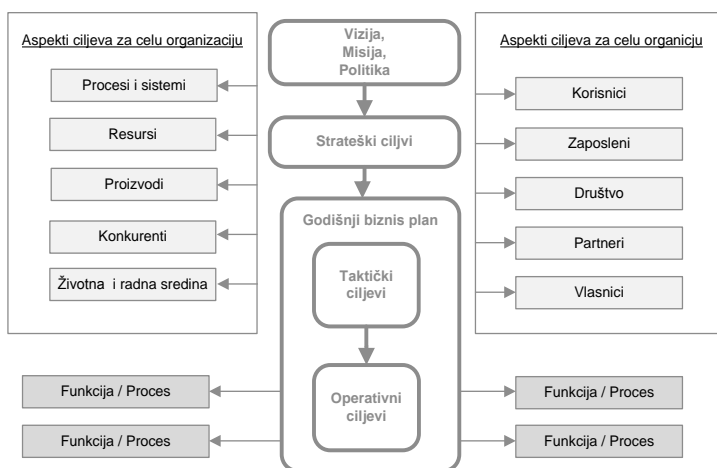 Aspekti ciljeva za celu organizaciju
Procesi i sistemi
Resursi
Proizvodi
Konkurenti
Životna i radna sredina
Vizija,
Misija,
Politika
Strateški ciljvi
Godišnji biznis plan
Taktički
ciljevi
Operativni
ciljevi
Aspekti ciljeva za celu organicju
Korisnici
Zaposleni
Društvo
Partneri
Vlasnici
Funkcija / Proces
Funkcija / Proces
Funkcija / Proces
Funkcija / Proces